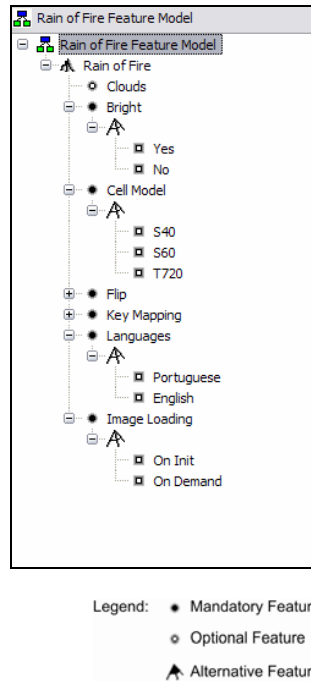 Rain of Fire Feature Model
Rain of Fire Feature Model
Rain of Fire
Clouds
Bright
Yes
No
Cell Model
S40
S60
T720
Flip
Key Mapping
Languages
Portuguese
English
Image Loading
On Init
On Demand
Legend: Mandatory Featur
Optional Feature
Alternative Featur